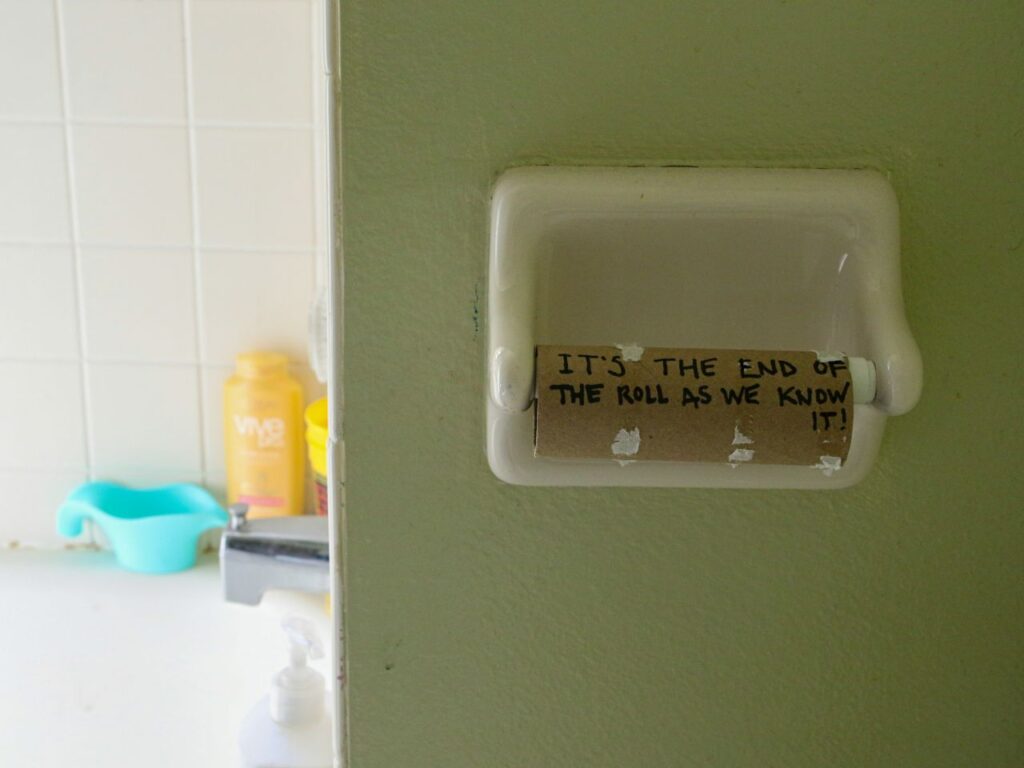 IT'S THE END OF
THE ROLL AS WE KNOW
IT!
vive